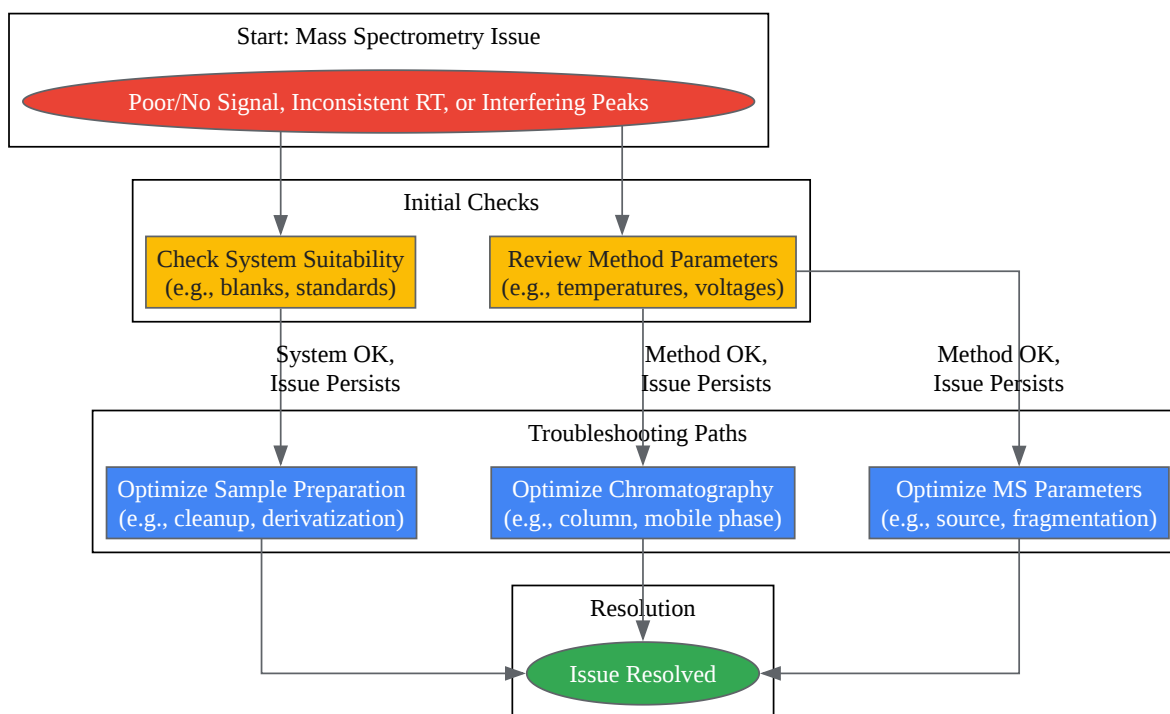 Start: Mass Spectrometry Issue
Poor/No Signal, Inconsistent RT, or Interfering Peaks
Initial Checks
Check System Suitability
(e.g., blanks, standards)
Review Method Parameters
(e.g., temperatures, voltages)
System OK,
Issue Persists
Method OK,
Issue Persists
Method OK,
Issue Persists
Troubleshooting Paths
Optimize Sample Preparation
(e.g., cleanup, derivatization)
Optimize Chromatography
(e.g., column, mobile phase)
Optimize MS Parameters
(e.g., source, fragmentation)
Resolution
Issue Resolved